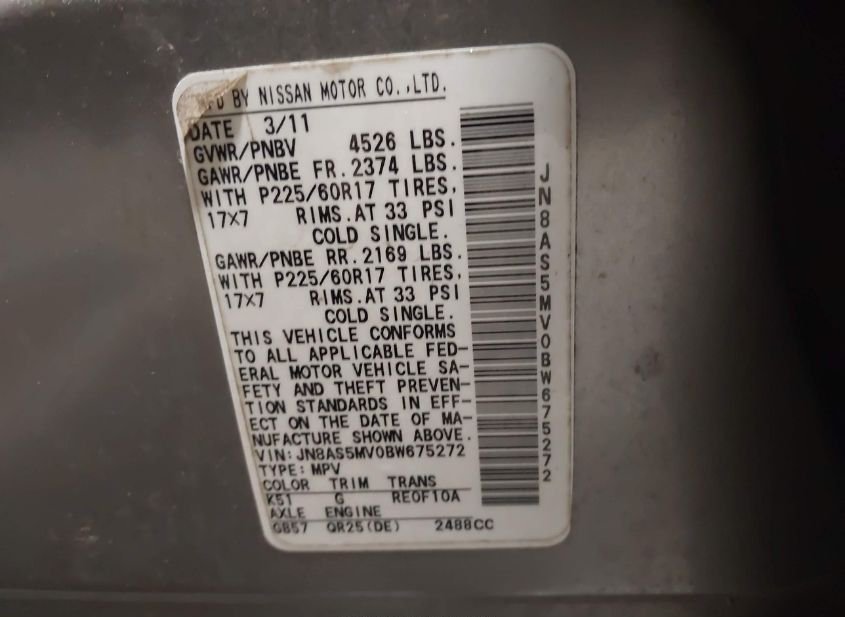 MFD BY NISSAN MOTOR CO.,LTD.
DATE 3/11
GVWR/PNBV 4526 LBS.
GAWR/PNBE FR.2374 LBS.
WITH P225/60R17 TIRES,
17X7 RIMS.AT 33 PSI
COLD SINGLE.
GAWR/PNBE RR.2169 LBS.
WITH P225/60R17 TIRES,
17X7 RIMS.AT 33 PSI
COLD SINGLE.
THIS VEHICLE CONFORMS
TO ALL APPLICABLE FED-
ERAL MOTOR VEHICLE SA-
FETY AND THEFT PREVEN-
TION STANDARDS IN EFF-
ECT ON THE DATE OF MA-
NUFACTURE SHOWN ABOVE.
VIN:JN8AS5MV0BW675272
TYPE:MPV
COLOR TRIM TRANS
K51 G RE0F10A
AXLE ENGINE
GB57 QR25(DE) 2488CC
JN8AS5MV0BW675272